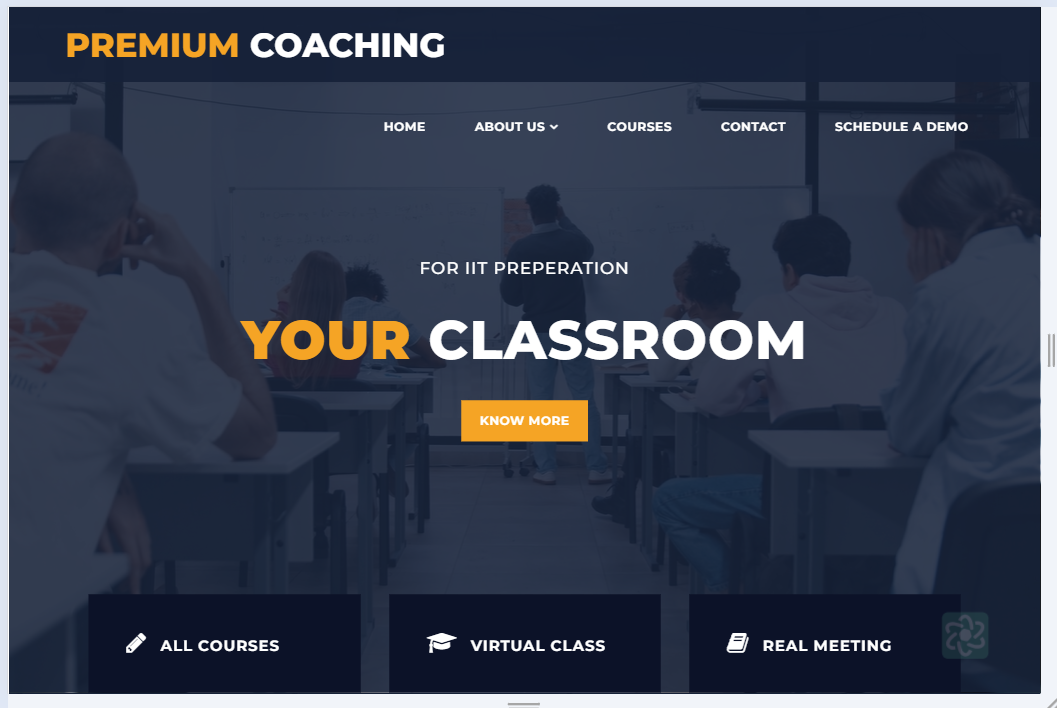 PREMIUM COACHING
HOME ABOUT US COURSES CONTACT SCHEDULE A DEMO
FOR IIT PREPERATION
YOUR CLASSROOM
KNOW MORE
ALL COURSES VIRTUAL CLASS REAL MEETING